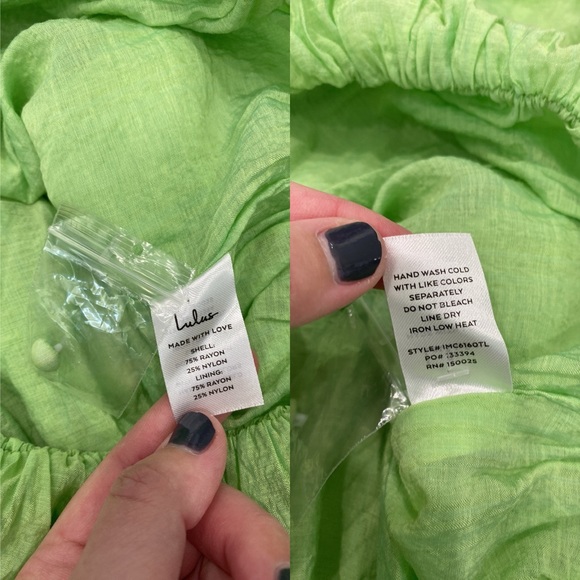 Lulus
MADE WITH LOVE
SHELL:
75% RAYON
25% NYLON
LINING:
75% RAYON
25% NYLON
HAND WASH COLD
WITH LIKE COLORS
SEPARATELY
DO NOT BLEACH
LINE DRY
IRON LOW HEAT
STYLE# 1MC6160TL
PO# :33394
RN# 150025